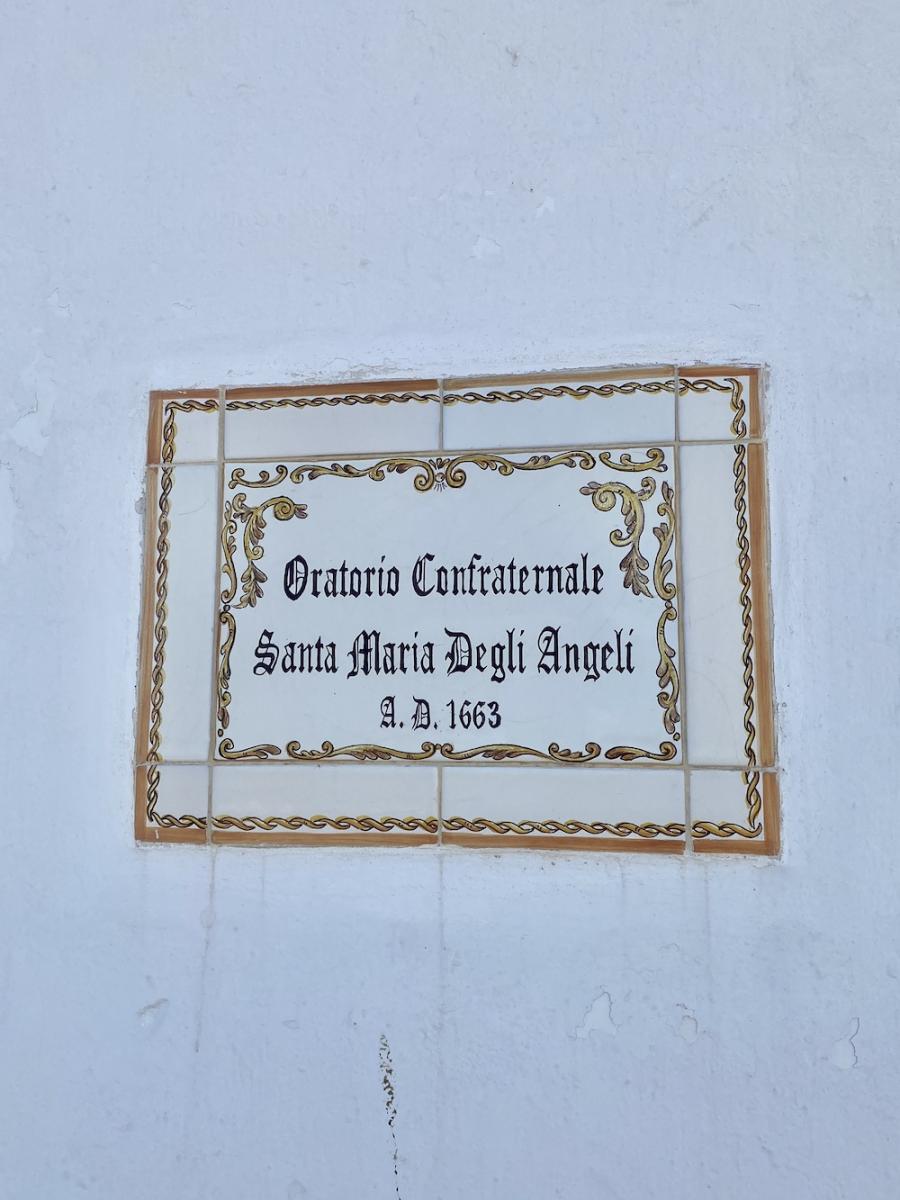 Oratorio Confraternale
Santa Maria Degli Angeli
A. D. 1663